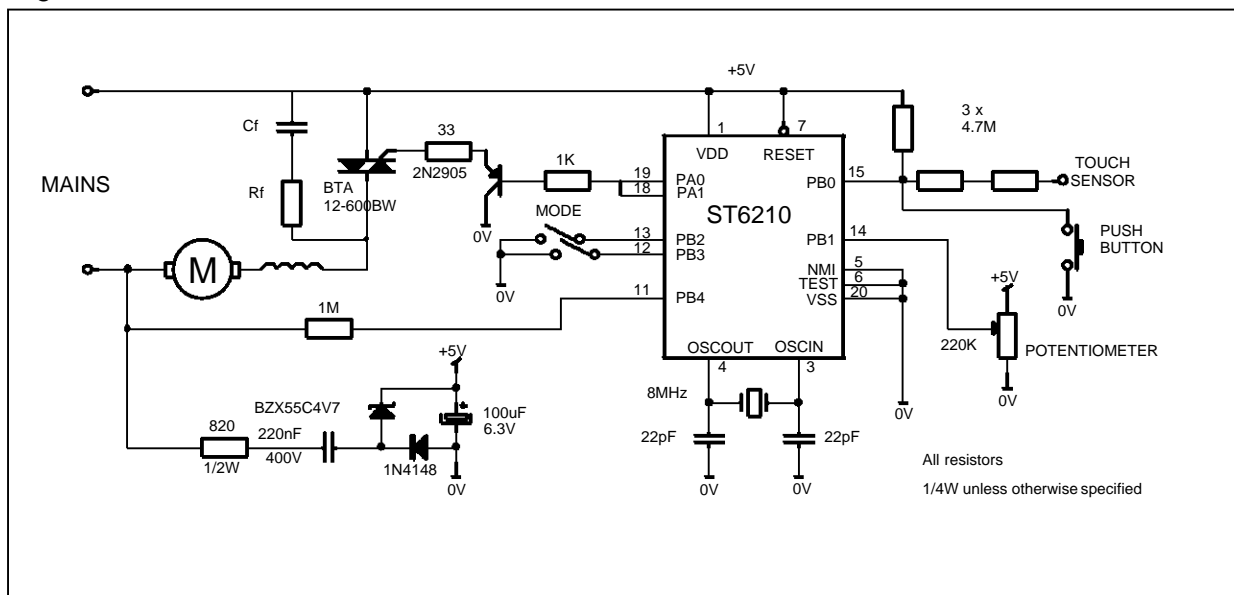 +5V
Cf
Rf
MAINS
BTA
12-600BW
33
2N2905
0V
1K
19
18
PA0
PA1
MODE
0V
13
12
PB2
PB3
11
PB4
1
7
VDD
RESET
ST6210
15
PB0
14
PB1
NMI
TEST
VSS
5
6
20
OSCOUT
OSCIN
4
3
3 x
4.7M
TOUCH
SENSOR
PUSH
BUTTON
0V
+5V
220K
POTENTIOMETER
0V
0V
M
1M
+5V
BZX55C4V7
100uF
6.3V
820
1/2W
220nF
400V
1N4148
0V
8MHz
22pF
22pF
0V
0V
All resistors
1/4W unless otherwise specified